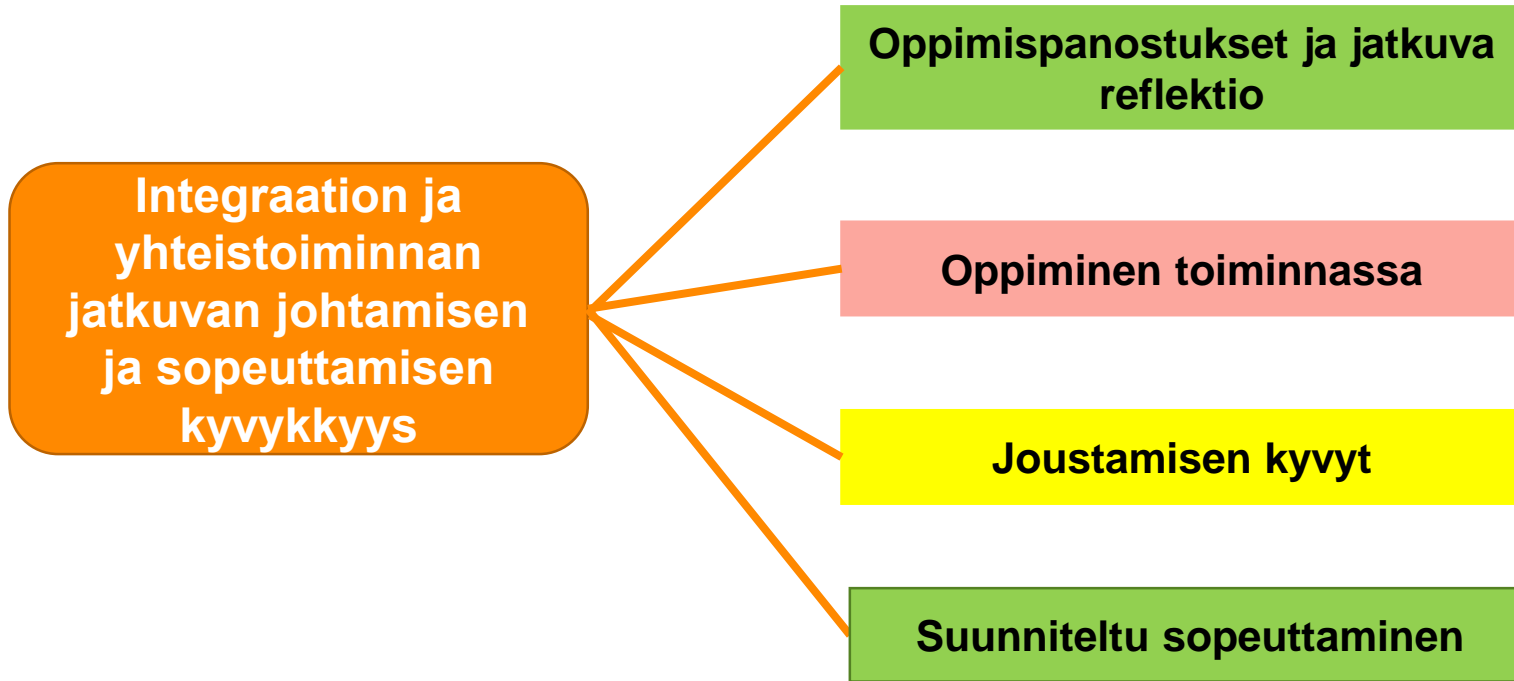 Oppimispanostukset ja jatkuva
reflektio
Integraation ja
yhteistoiminnan
jatkuvan johtamisen
ja sopeuttamisen
kyvykkyys
Oppiminen toiminnassa
Joustamisen kyvyt
Suunniteltu sopeuttaminen